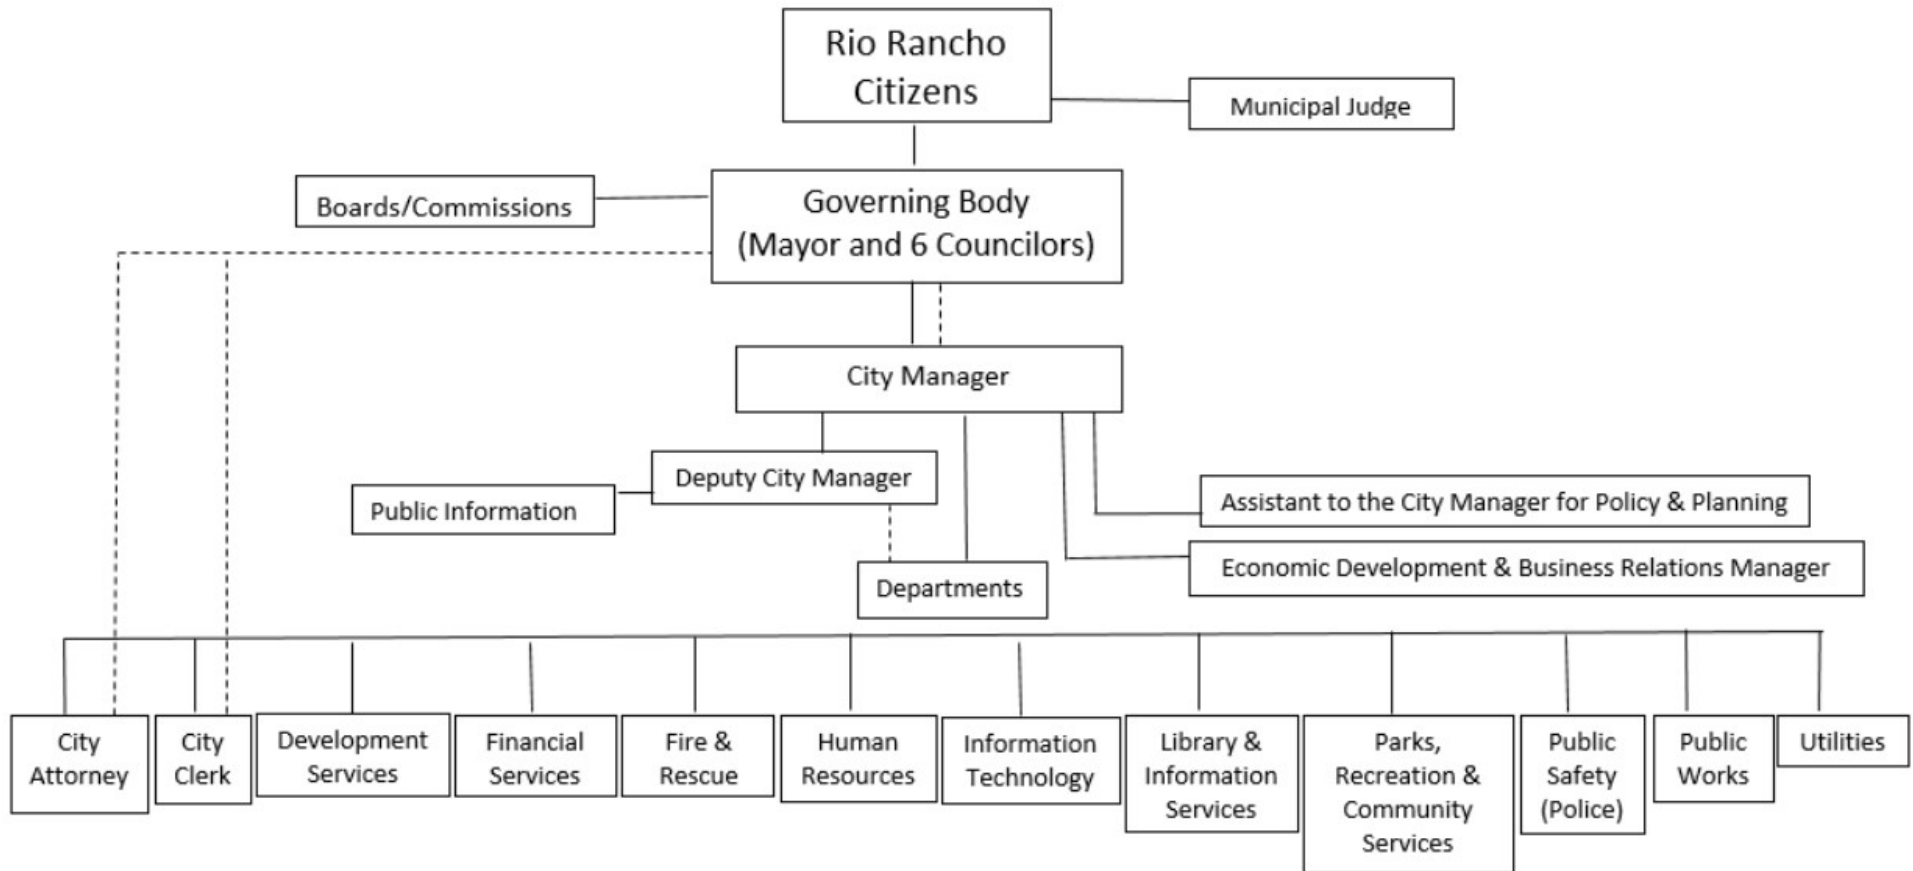 Rio Rancho
Citizens
Municipal Judge
Boards/Commissions
Governing Body
(Mayor and 6 Councilors)
City Manager
Deputy City Manager
Public Information
Assistant to the City Manager for Policy & Planning
Economic Development & Business Relations Manager
Departments
City
Attorney
City
Clerk
Development
Services
Financial
Services
Fire &
Rescue
Human
Resources
Information
Technology
Library &
Information
Services
Parks,
Recreation &
Community
Services
Public
Safety
(Police)
Public
Works
Utilities